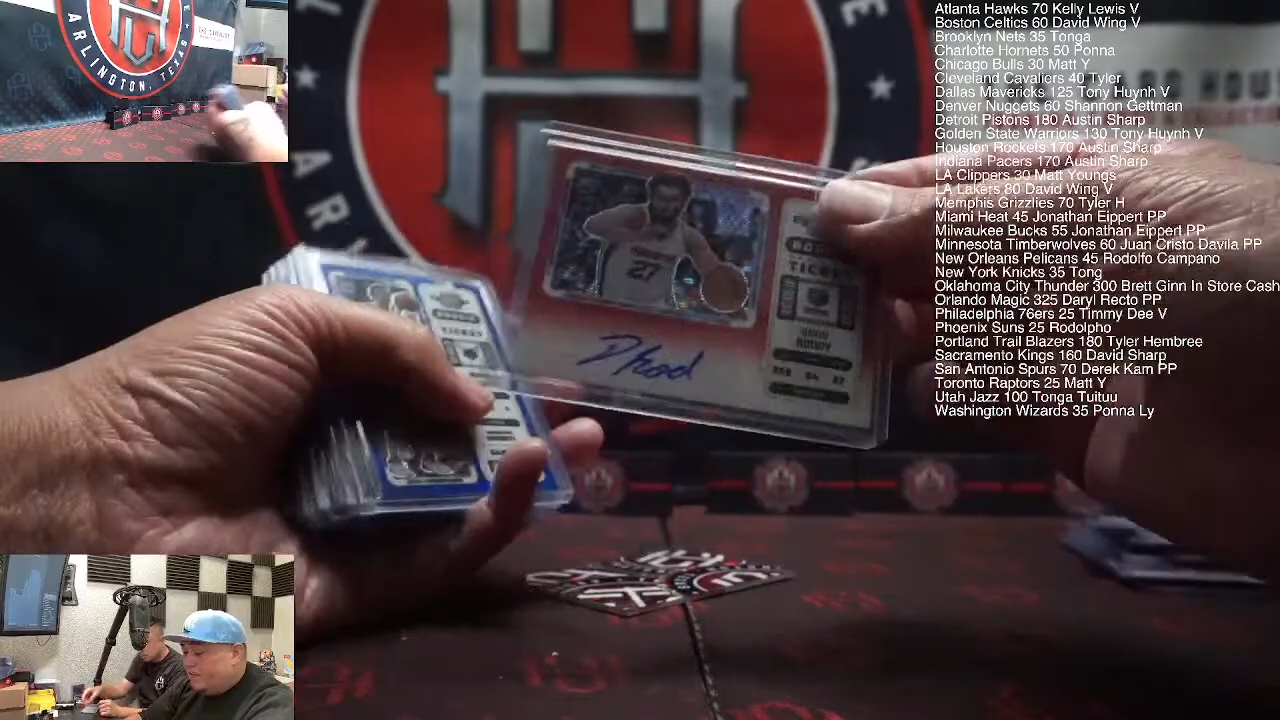 Atlanta Hawks 70 Kelly Lewis V
Boston Celtics 60 David Wing V
Brooklyn Nets 35 Tonga
Charlotte Hornets 50 Ponna
Chicago Bulls 30 Matt Y
Cleveland Cavaliers 40 Tyler
Dallas Mavericks 125 Tony Huynh V
Denver Nuggets 60 Shannon Gettman
Detroit Pistons 180 Austin Sharp
Golden State Warriors 130 Tony Huynh V
Houston Rockets 170 Austin Sharp
Indiana Pacers 170 Austin Sharp
LA Clippers 30 Matt Youngs
LA Lakers 80 David Wing V
Memphis Grizzlies 70 Tyler H
Miami Heat 45 Jonathan Eippert PP
Milwaukee Bucks 55 Jonathan Eippert PP
Minnesota Timberwolves 60 Juan Cristo Davila PP
New Orleans Pelicans 45 Rodolfo Campano
New York Knicks 35 Tong
Oklahoma City Thunder 300 Brett Ginn In Store Cash
Orlando Magic 325 Daryl Recto PP
Philadelphia 76ers 25 Timmy Dee V
Phoenix Suns 25 Rodolpho
Portland Trail Blazers 180 Tyler Hembree
Sacramento Kings 160 David Sharp
San Antonio Spurs 70 Derek Kam PP
Toronto Raptors 25 Matt Y
Utah Jazz 100 Tonga Tuituu
Washington Wizards 35 Ponna Ly
ARLINGTON, TEXAS
TICKET
DAVID
RODDY
27
TICKET